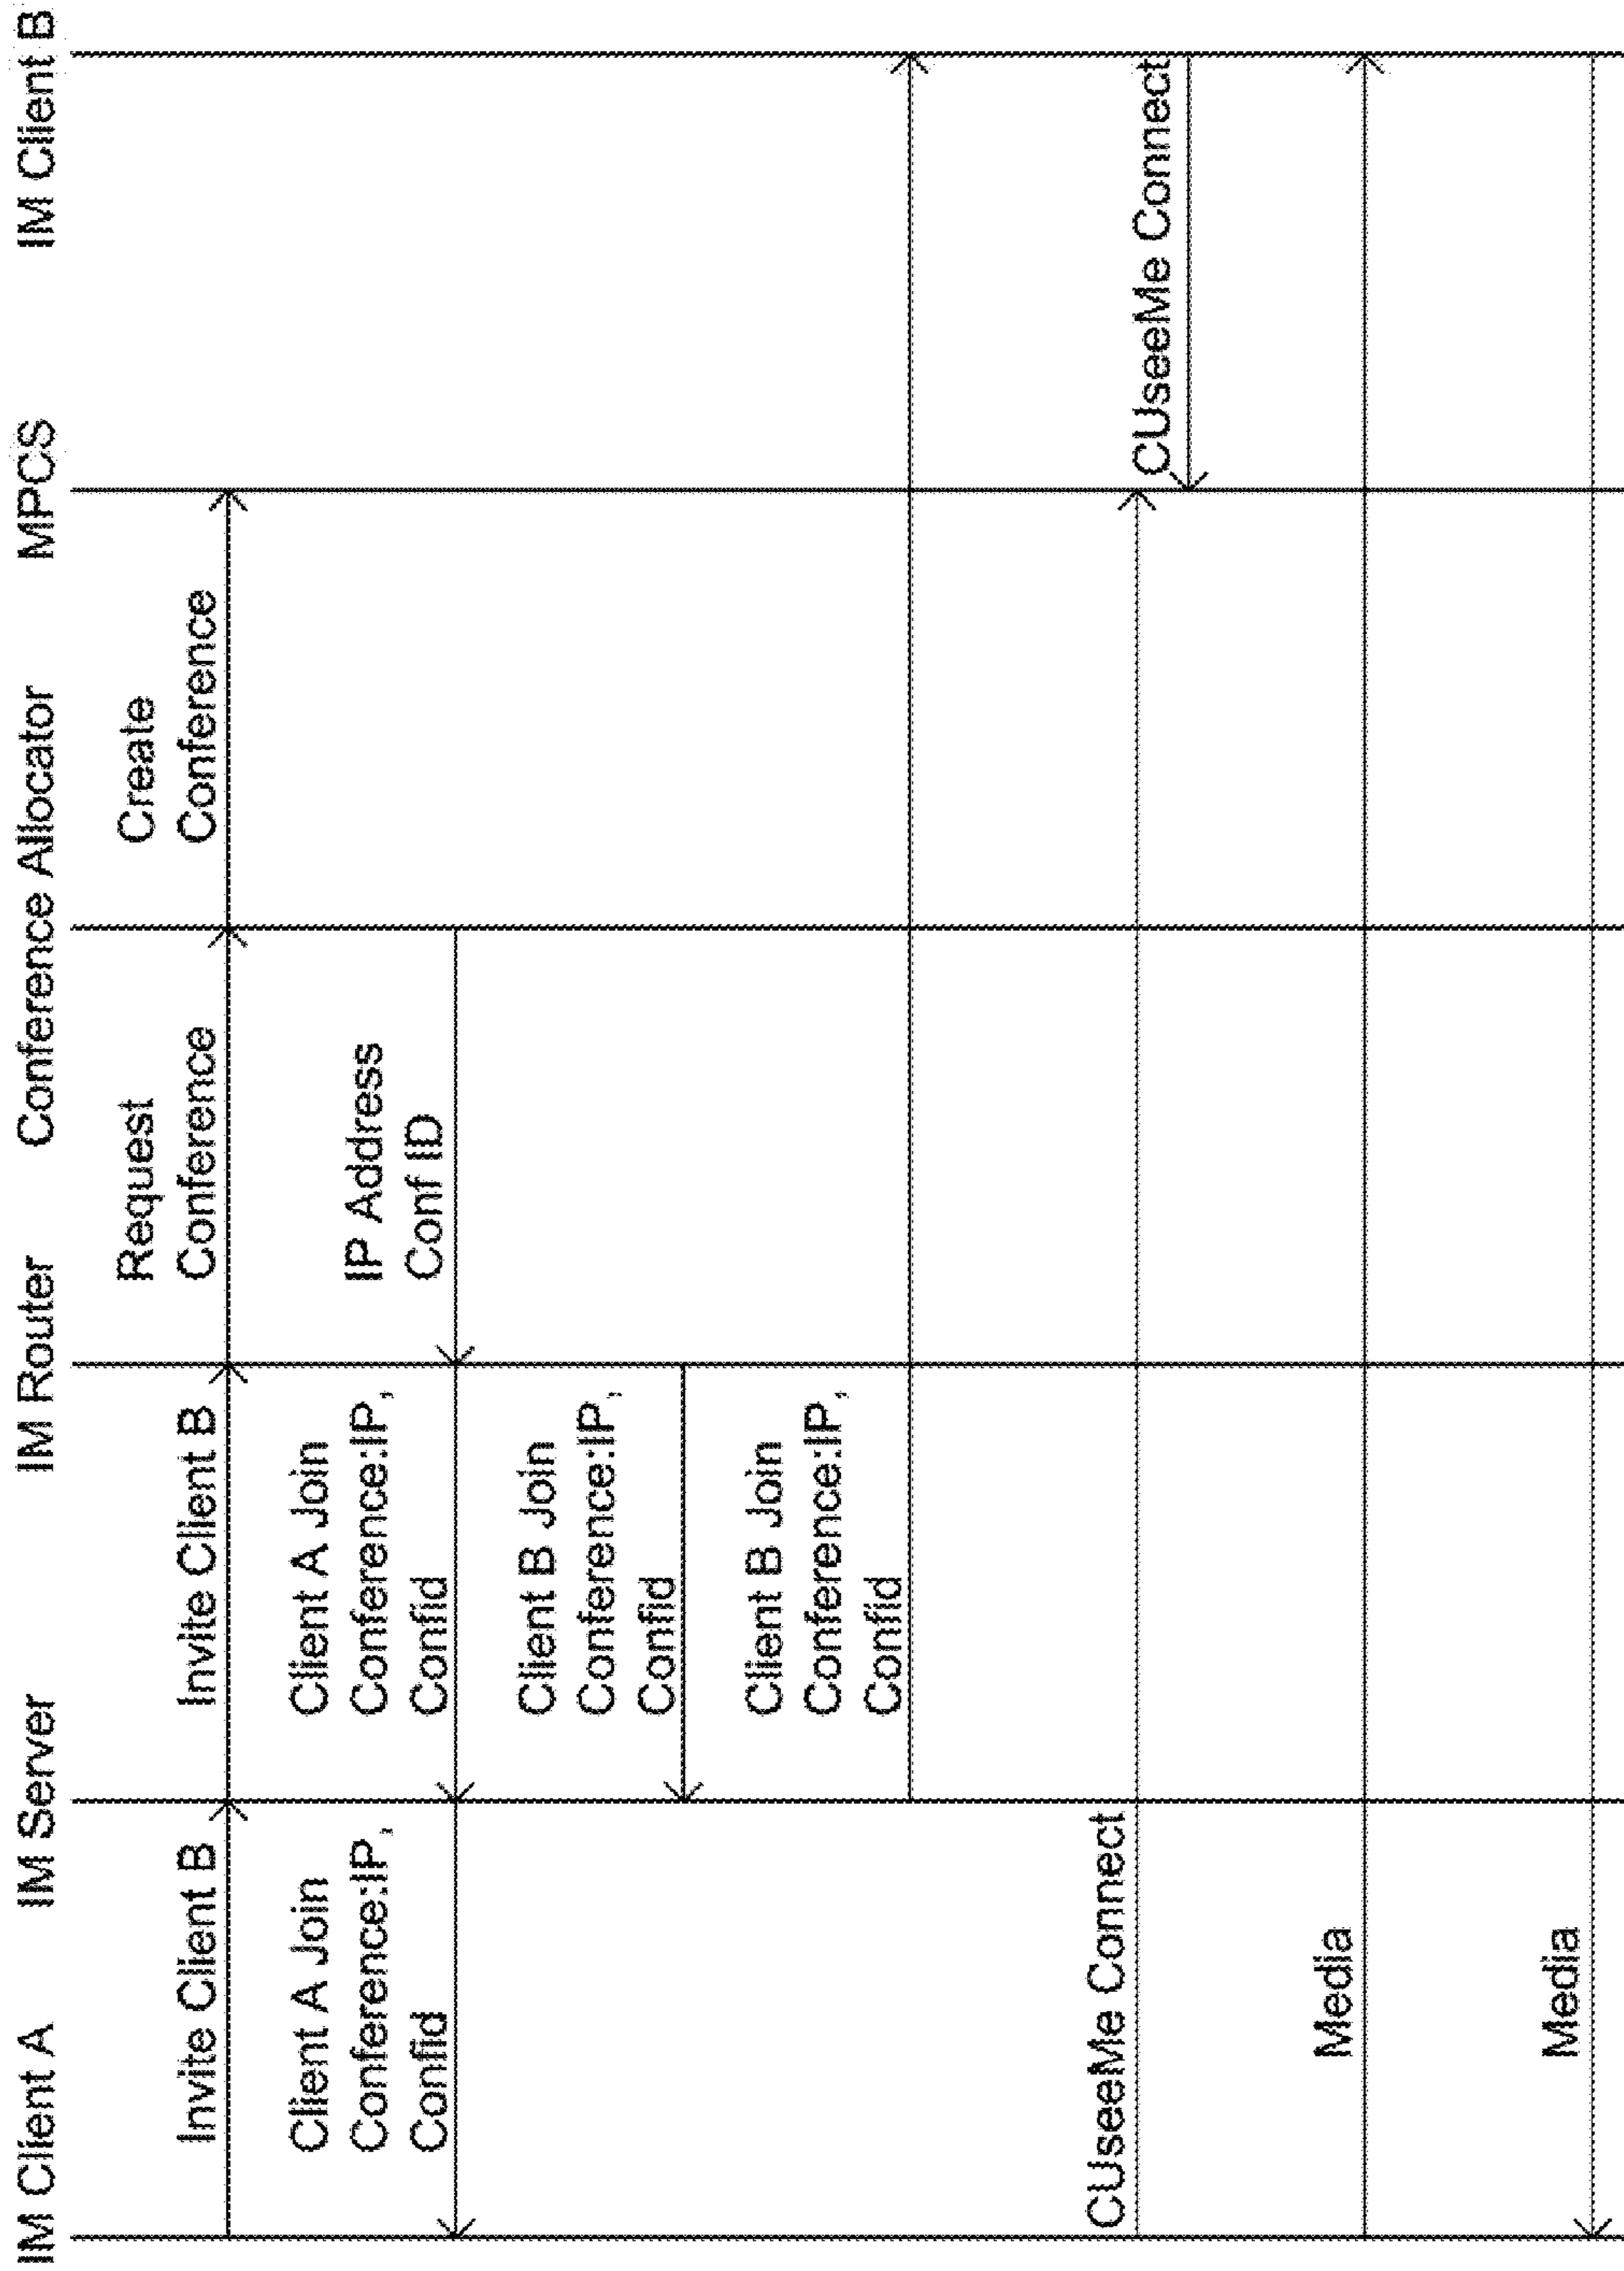 IM Client A
IM Server
IM Router
Conference Allocator
MPCS
IM Client B
Invite Client B
Invite Client B
Request
Conference
Create
Conference
Client A Join
Conference:IP,
Confid
Client A Join
Conference:IP,
Confid
IP Address
Conf ID
Client B Join
Conference:IP,
Confid
Client B Join
Conference:IP,
Confid
CUseeMe Connect
CUseeMe Connect
Media
Media